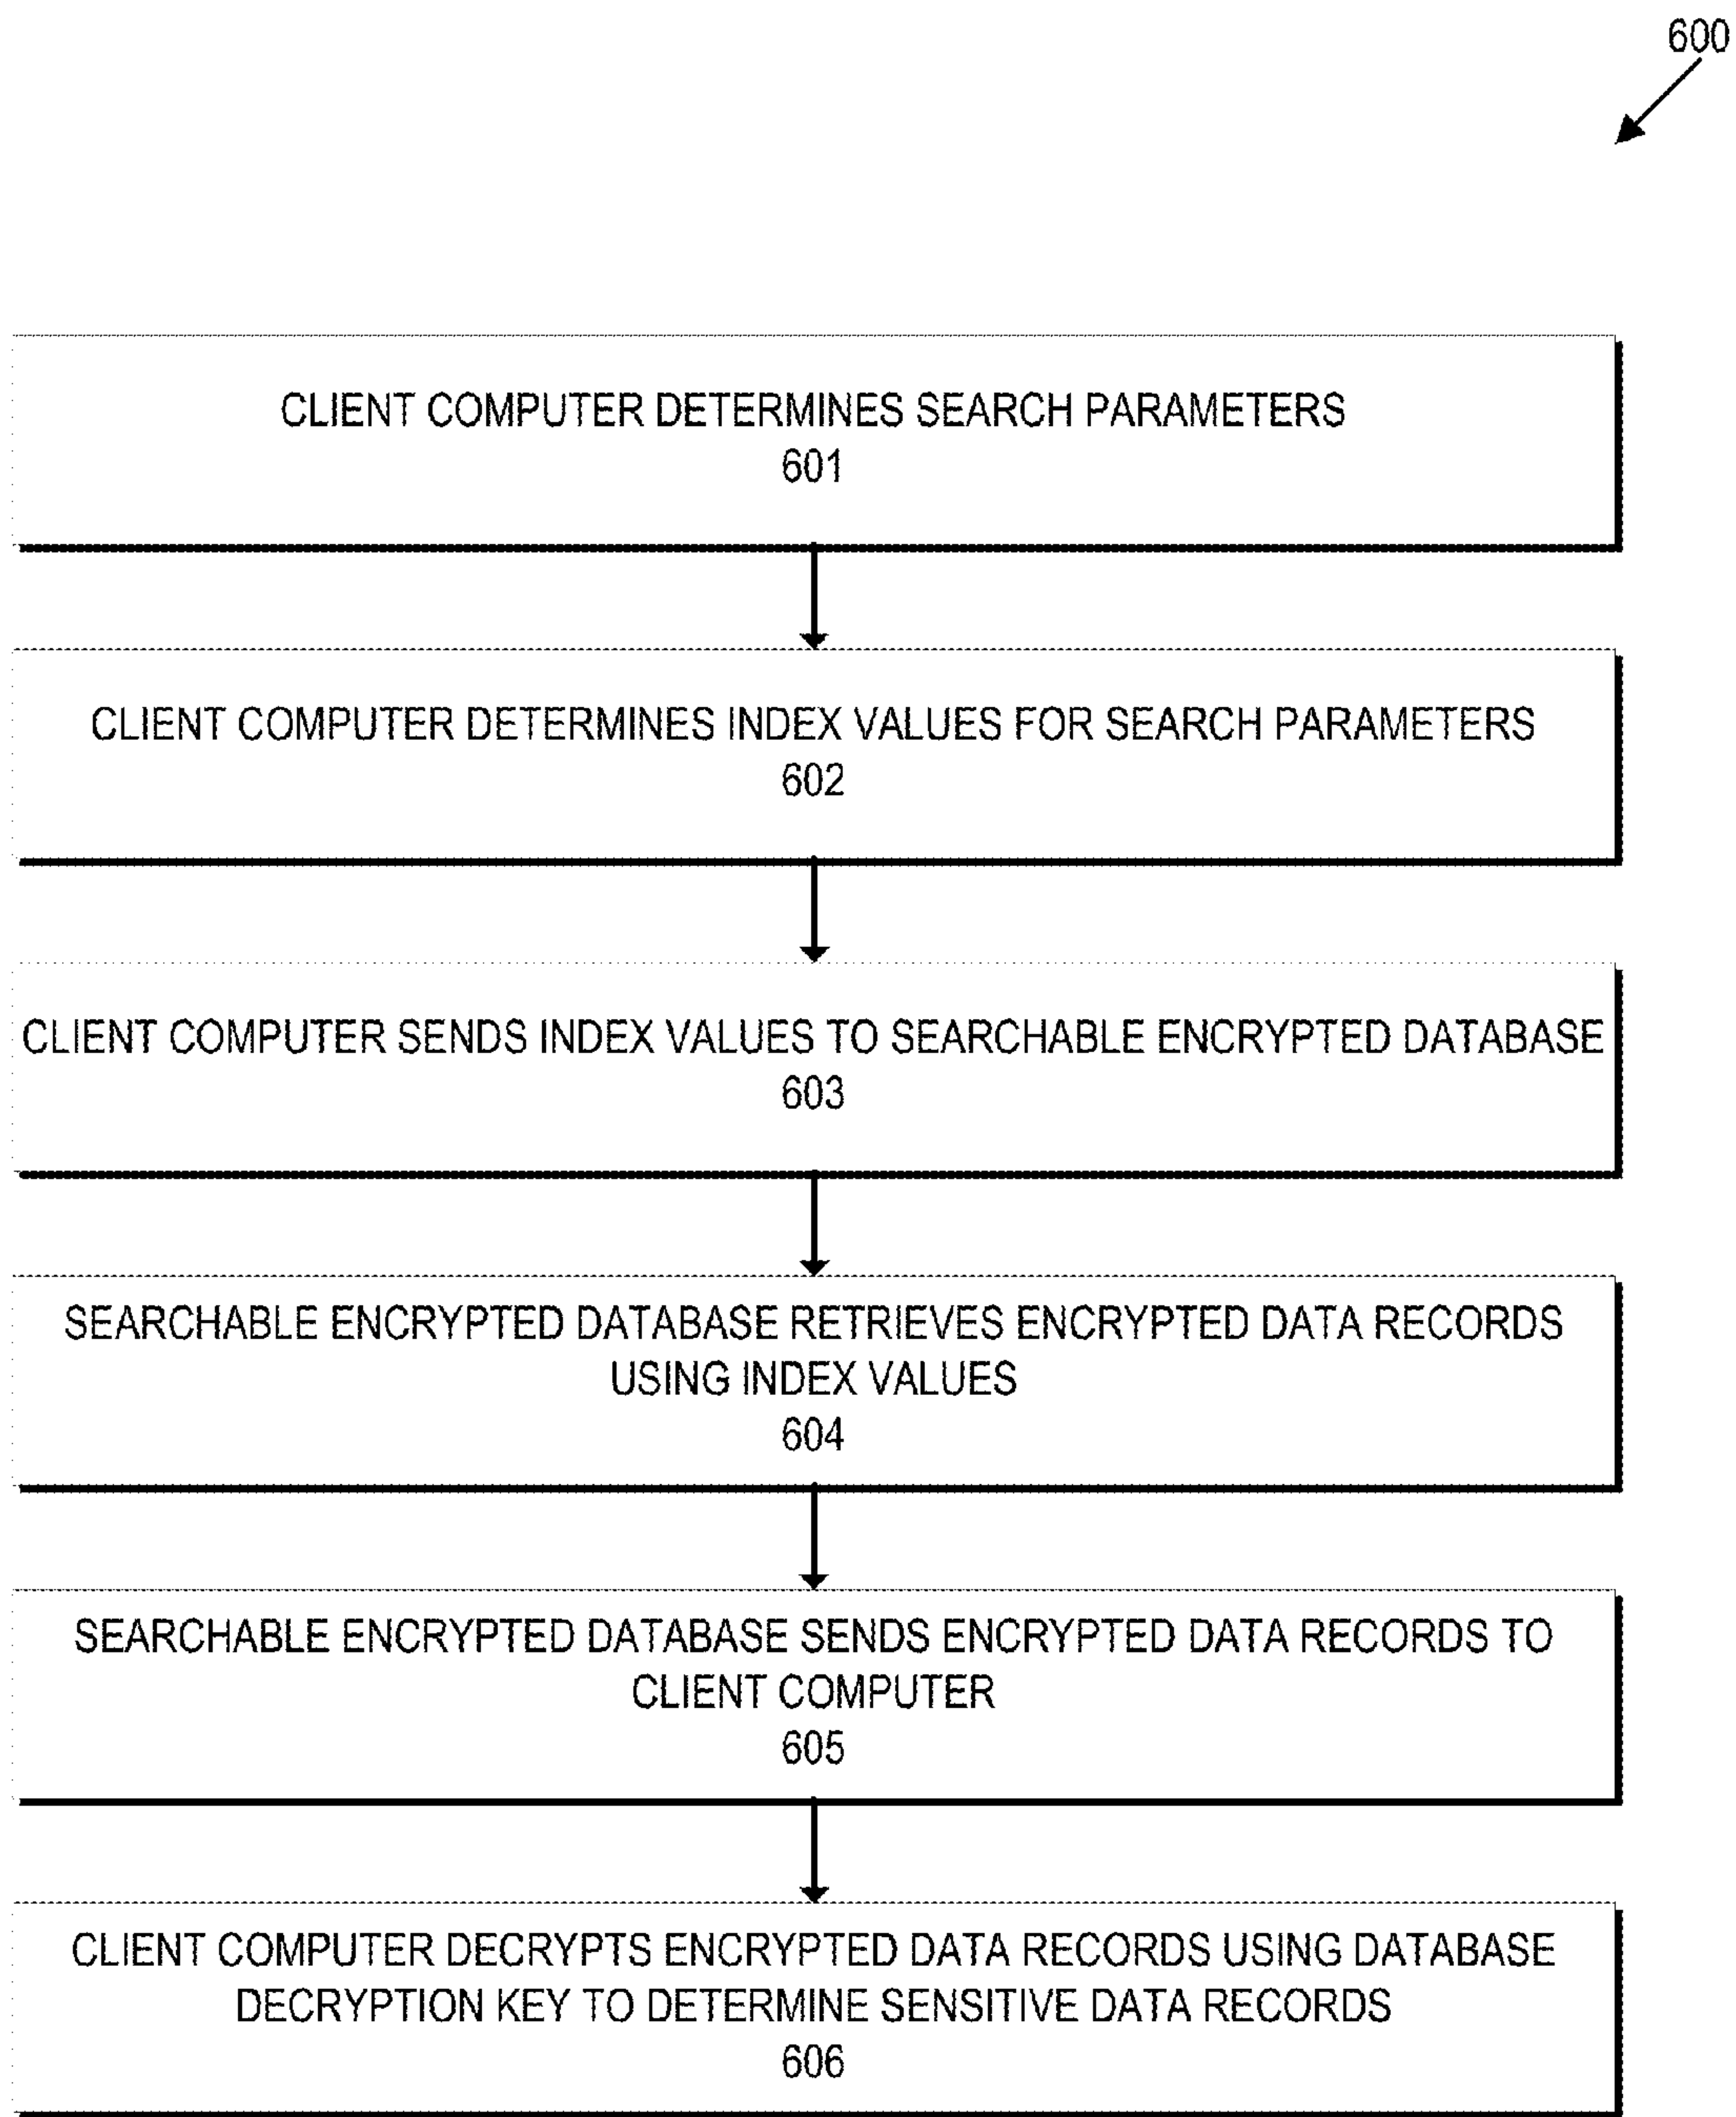 600
CLIENT COMPUTER DETERMINES SEARCH PARAMETERS
601
CLIENT COMPUTER DETERMINES INDEX VALUES FOR SEARCH PARAMETERS
602
CLIENT COMPUTER SENDS INDEX VALUES TO SEARCHABLE ENCRYPTED DATABASE
603
SEARCHABLE ENCRYPTED DATABASE RETRIEVES ENCRYPTED DATA RECORDS
USING INDEX VALUES
604
SEARCHABLE ENCRYPTED DATABASE SENDS ENCRYPTED DATA RECORDS TO
CLIENT COMPUTER
605
CLIENT COMPUTER DECRYPTS ENCRYPTED DATA RECORDS USING DATABASE
DECRYPTION KEY TO DETERMINE SENSITIVE DATA RECORDS
606